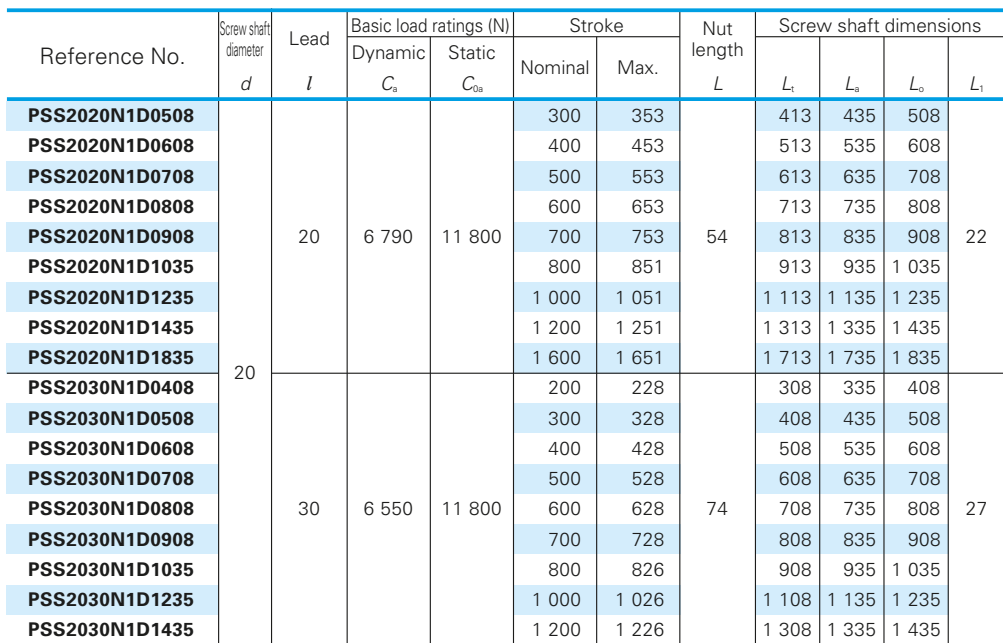 Reference No. Screw shaft diameter d Lead l Basic load ratings (N) Stroke Nut length L Screw shaft dimensions
Dynamic Ca Static C0a Nominal Max. Lt La Lo L1
PSS2020N1D0508 300 353 413 435 508
PSS2020N1D0608 400 453 513 535 608
PSS2020N1D0708 500 553 613 635 708
PSS2020N1D0808 600 653 713 735 808
PSS2020N1D0908 20 6 790 11 800 700 753 54 813 835 908 22
PSS2020N1D1035 800 851 913 935 1 035
PSS2020N1D1235 1 000 1 051 1 113 1 135 1 235
PSS2020N1D1435 1 200 1 251 1 313 1 335 1 435
PSS2020N1D1835 1 600 1 651 1 713 1 735 1 835
20
PSS2030N1D0408 200 228 308 335 408
PSS2030N1D0508 300 328 408 435 508
PSS2030N1D0608 400 428 508 535 608
PSS2030N1D0708 500 528 608 635 708
PSS2030N1D0808 30 6 550 11 800 600 628 74 708 735 808 27
PSS2030N1D0908 700 728 808 835 908
PSS2030N1D1035 800 826 908 935 1 035
PSS2030N1D1235 1 000 1 026 1 108 1 135 1 235
PSS2030N1D1435 1 200 1 226 1 308 1 335 1 435